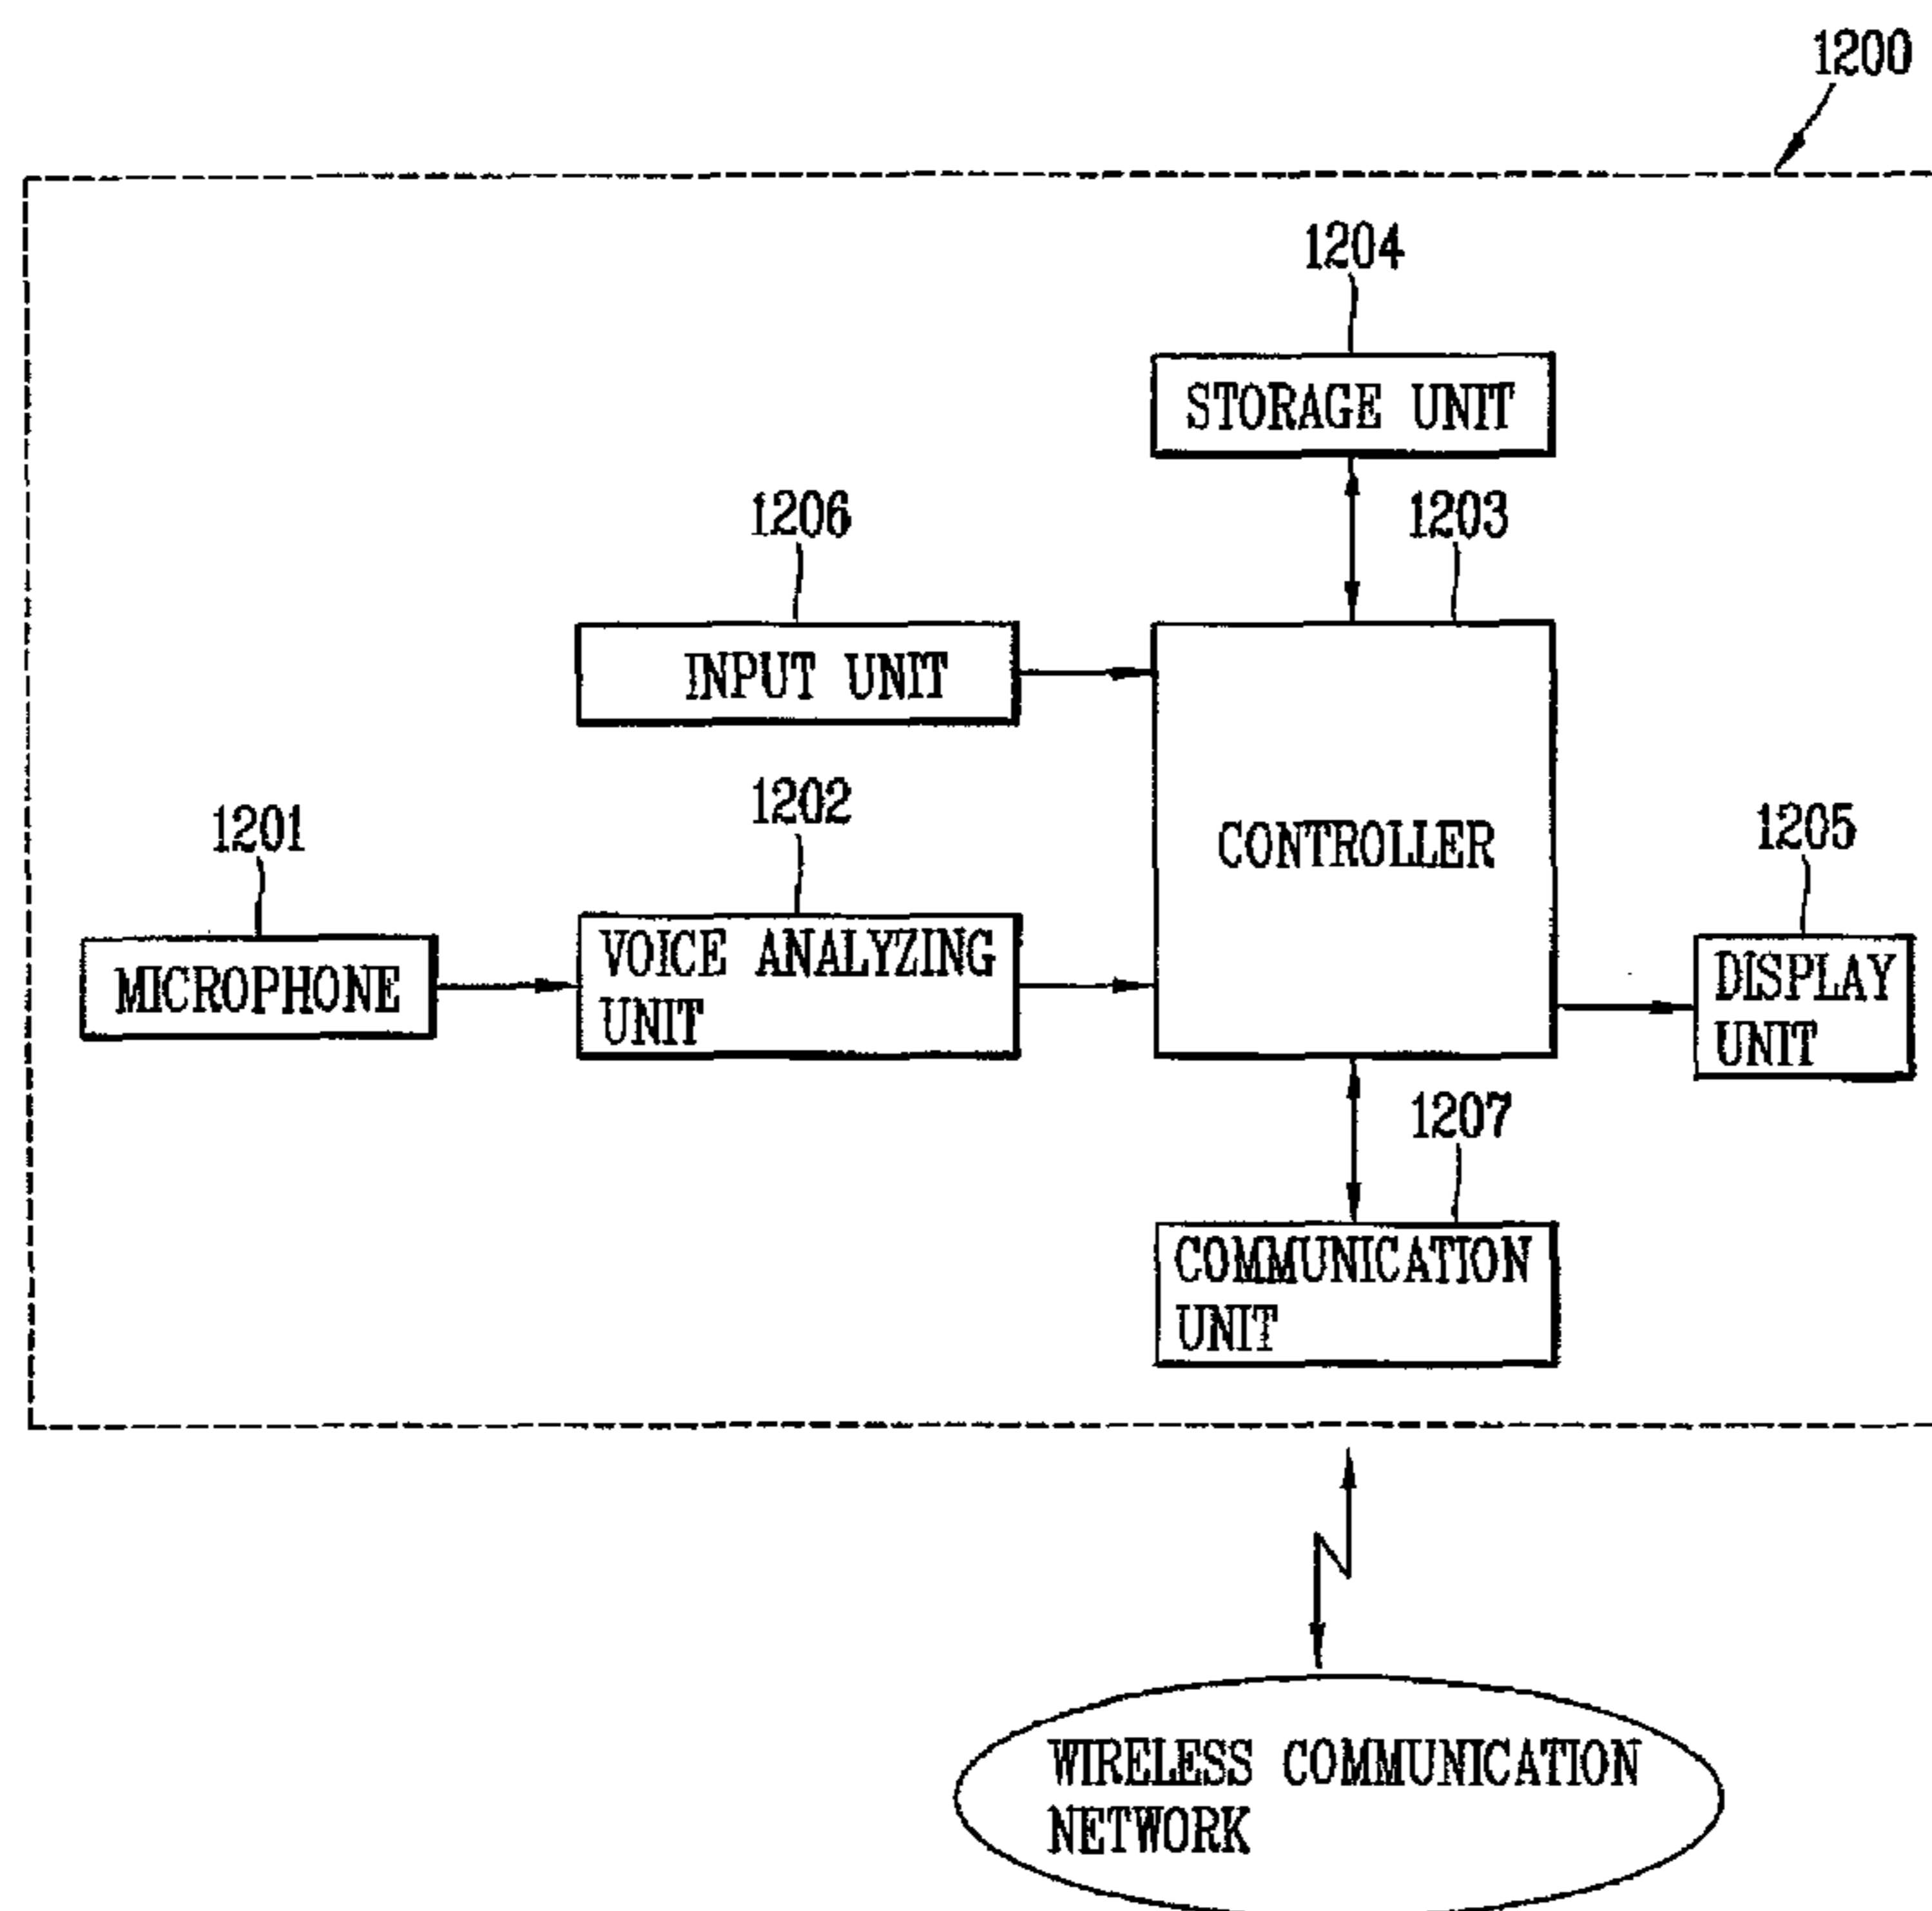 1200
1204
STORAGE UNIT
1206
1203
INPUT UNIT
1202
1201
CONTROLLER
1205
VOICE ANALYZING
UNIT
MICROPHONE
DISPLAY
UNIT
1207
COMMUNICATION
UNIT
WIRELESS COMMUNICATION
NETWORK